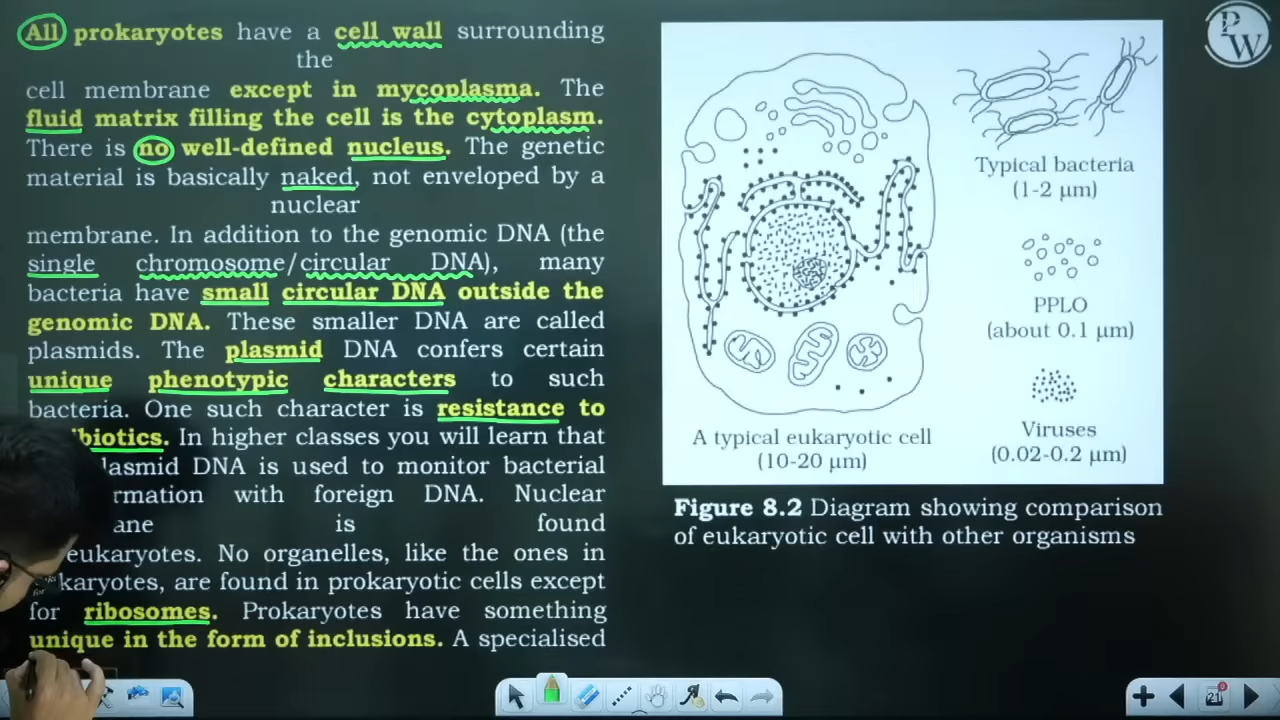 All prokaryotes have a cell wall surrounding
the
cell membrane except in mycoplasma. The
fluid matrix filling the cell is the cytoplasm.
There is no well-defined nucleus. The genetic
material is basically naked, not enveloped by a
nuclear
membrane. In addition to the genomic DNA (the
single chromosome/circular DNA), many
bacteria have small circular DNA outside the
genomic DNA. These smaller DNA are called
plasmids. The plasmid DNA confers certain
unique phenotypic characters to such
bacteria. One such character is resistance to
biotics. In higher classes you will learn that
lasmid DNA is used to monitor bacterial
rmation with foreign DNA. Nuclear
ane is found
eukaryotes. No organelles, like the ones in
karyotes, are found in prokaryotic cells except
for ribosomes. Prokaryotes have something
unique in the form of inclusions. A specialised
A typical eukaryotic cell
(10-20 μm)
Typical bacteria
(1-2 μm)
PPLO
(about 0.1 μm)
Viruses
(0.02-0.2 μm)
Figure 8.2 Diagram showing comparison
of eukaryotic cell with other organisms
PW
21